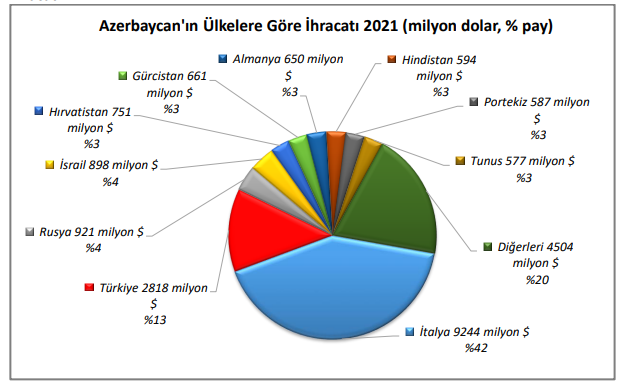 Azerbaycan'ın Ülkelere Göre İhracatı 2021 (milyon dolar, % pay)
Almanya 650 milyon
$
%3
Hindistan 594
milyon $
%3
Gürcistan 661
milyon $
%3
Portekiz 587 milyon
$
%3
Hırvatistan 751
milyon $
%3
Tunus 577 milyon $
%3
İsrail 898 milyon $
%4
Rusya 921 milyon $
%4
Diğerleri 4504
milyon $
%20
Türkiye 2818 milyon
$
%13
İtalya 9244 milyon $
%42